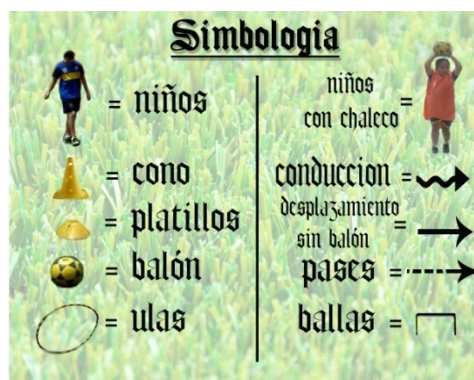 Simbologia
= niños
= cono
= platillos
= balón
= ulas
niños
con chaleco =
conduccion =
desplazamiento
sin balón =
pases =
ballas =